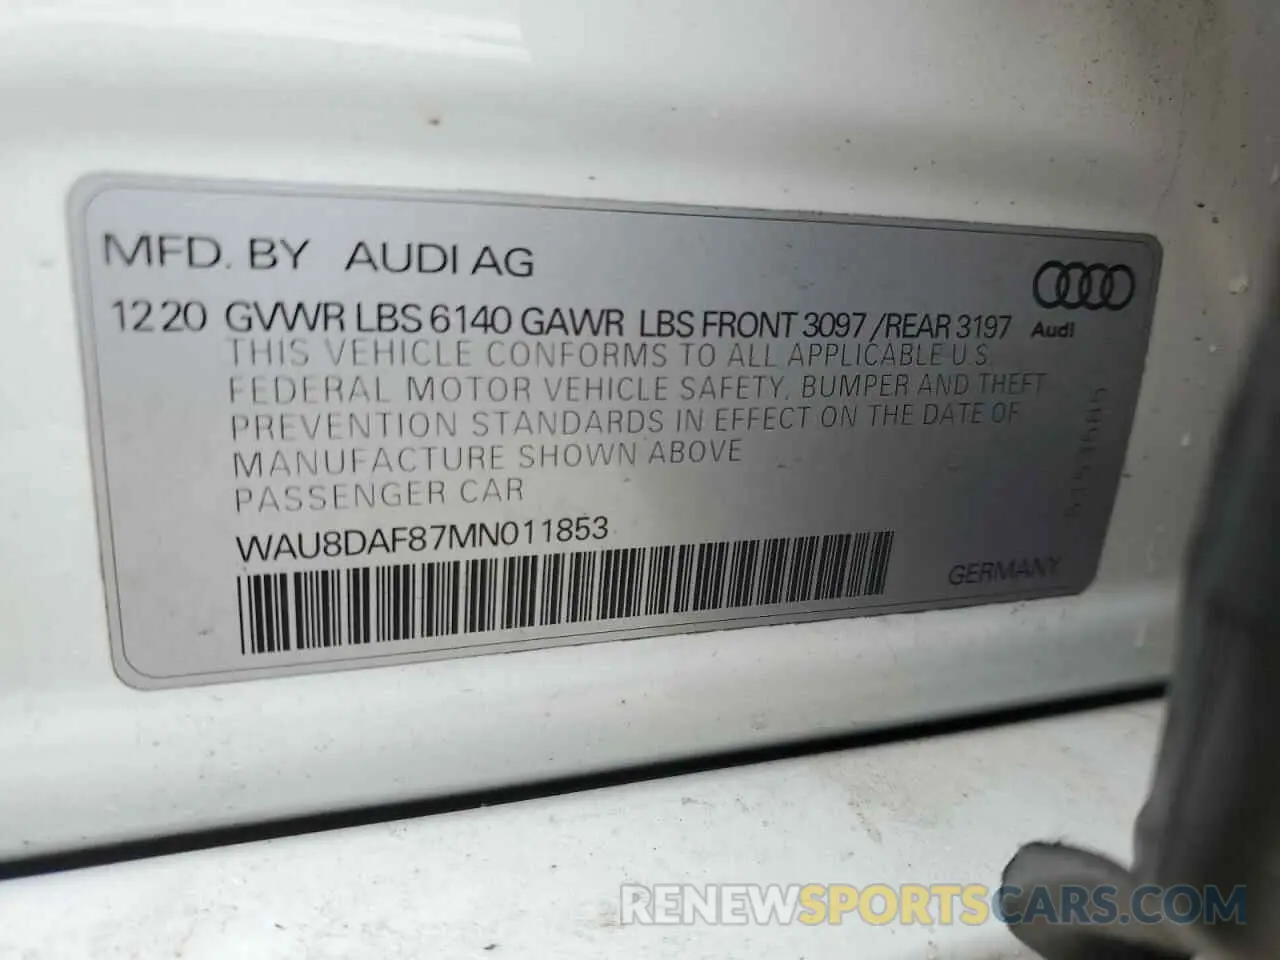 MFD. BY AUDI AG
12 20 GVWR LBS 6140 GAWR LBS FRONT 3097 /REAR 3197
Audi
THIS VEHICLE CONFORMS TO ALL APPLICABLE U.S.
FEDERAL MOTOR VEHICLE SAFETY, BUMPER AND THEFT
PREVENTION STANDARDS IN EFFECT ON THE DATE OF
MANUFACTURE SHOWN ABOVE
PASSENGER CAR
WAU8DAF87MN011853
GERMANY
RENEWSPORTSCARS.COM